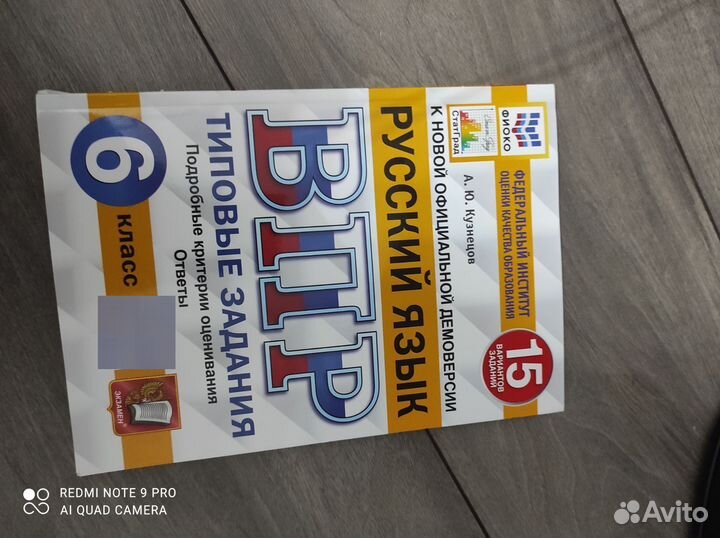 ФИОКО
ФЕДЕРАЛЬНЫЙ ИНСТИТУТ
ОЦЕНКИ КАЧЕСТВА ОБРАЗОВАНИЯ
15
ВАРИАНТОВ
ЗАДАНИЙ
СтатГрад
А. Ю. Кузнецов
К НОВОЙ ОФИЦИАЛЬНОЙ ДЕМОВЕРСИИ
РУССКИЙ ЯЗЫК
ВПР
ТИПОВЫЕ ЗАДАНИЯ
Подробные критерии оценивания
Ответы
6
класс
ЭКЗАМЕН
REDMI NOTE 9 PRO
AI QUAD CAMERA
Avito